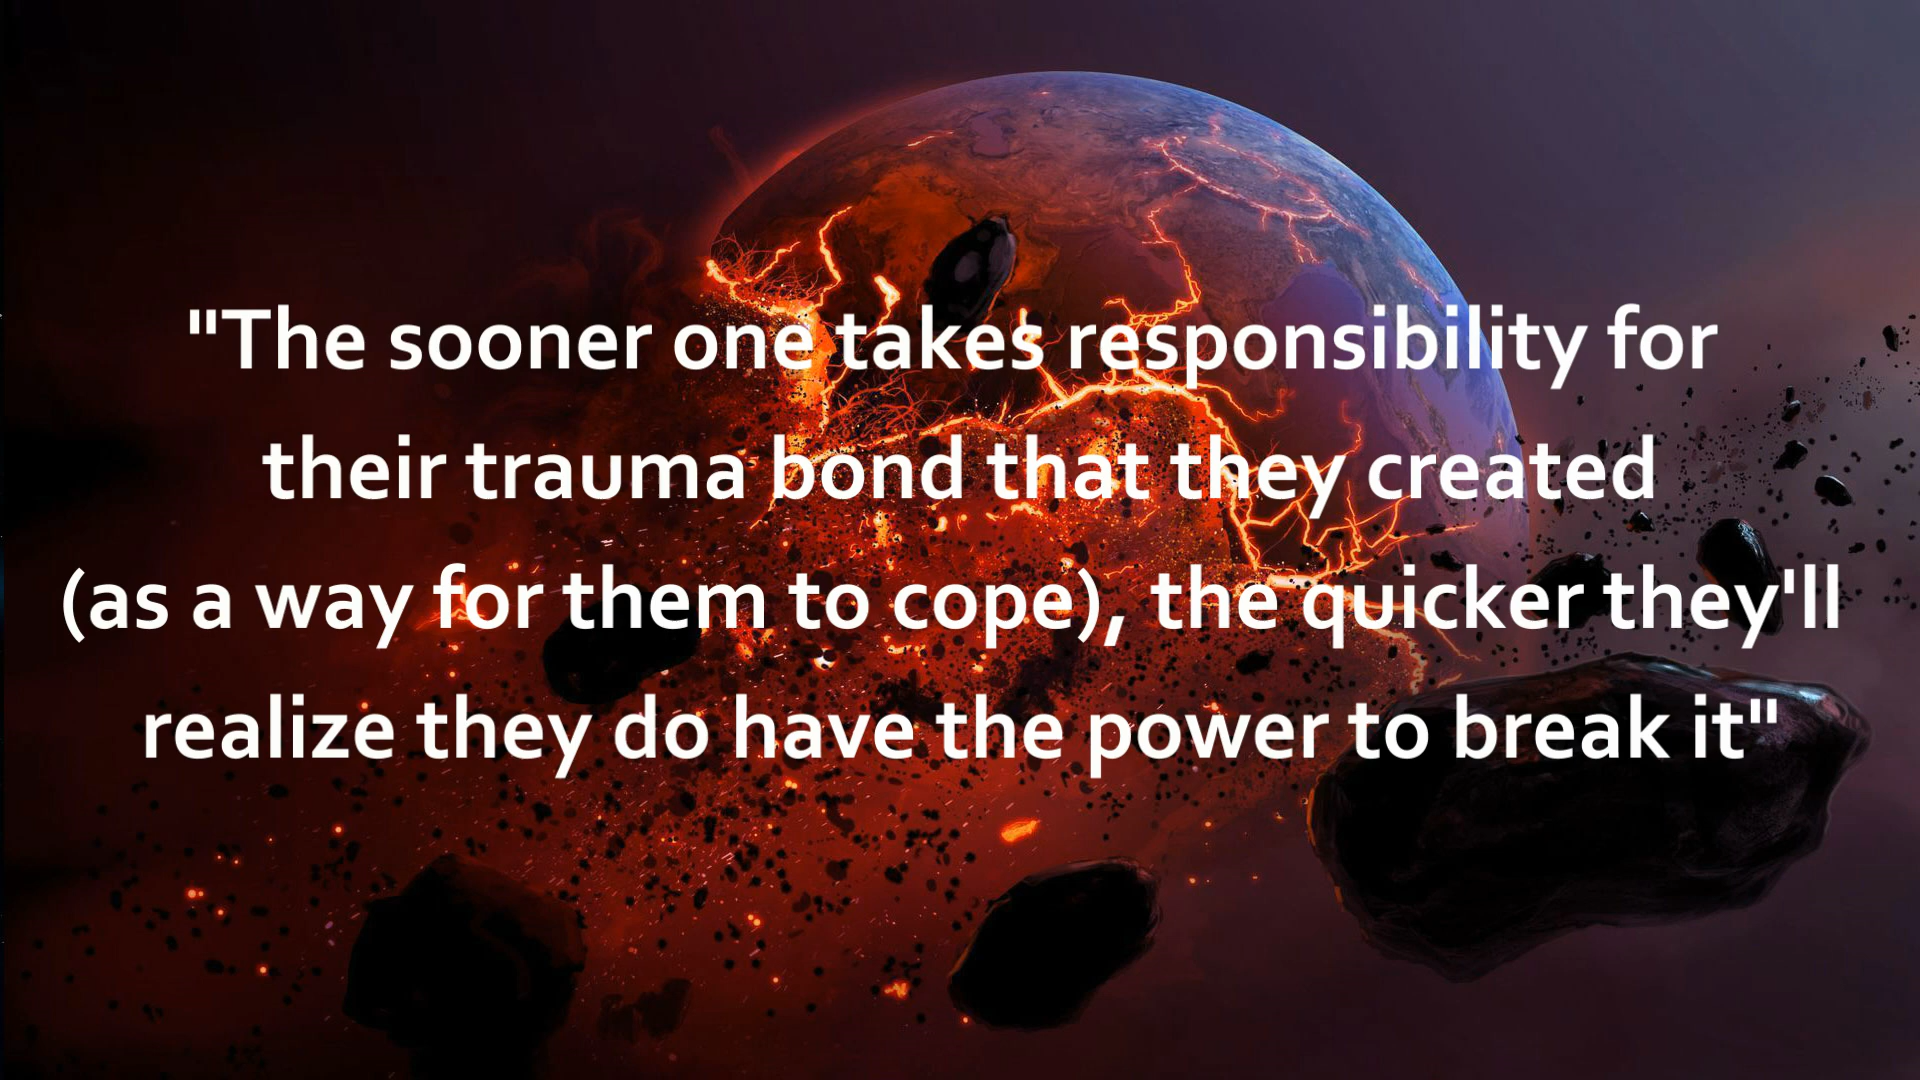 "The sooner one takes responsibility for
their trauma bond that they created
(as a way for them to cope), the quicker they'll
realize they do have the power to break it"